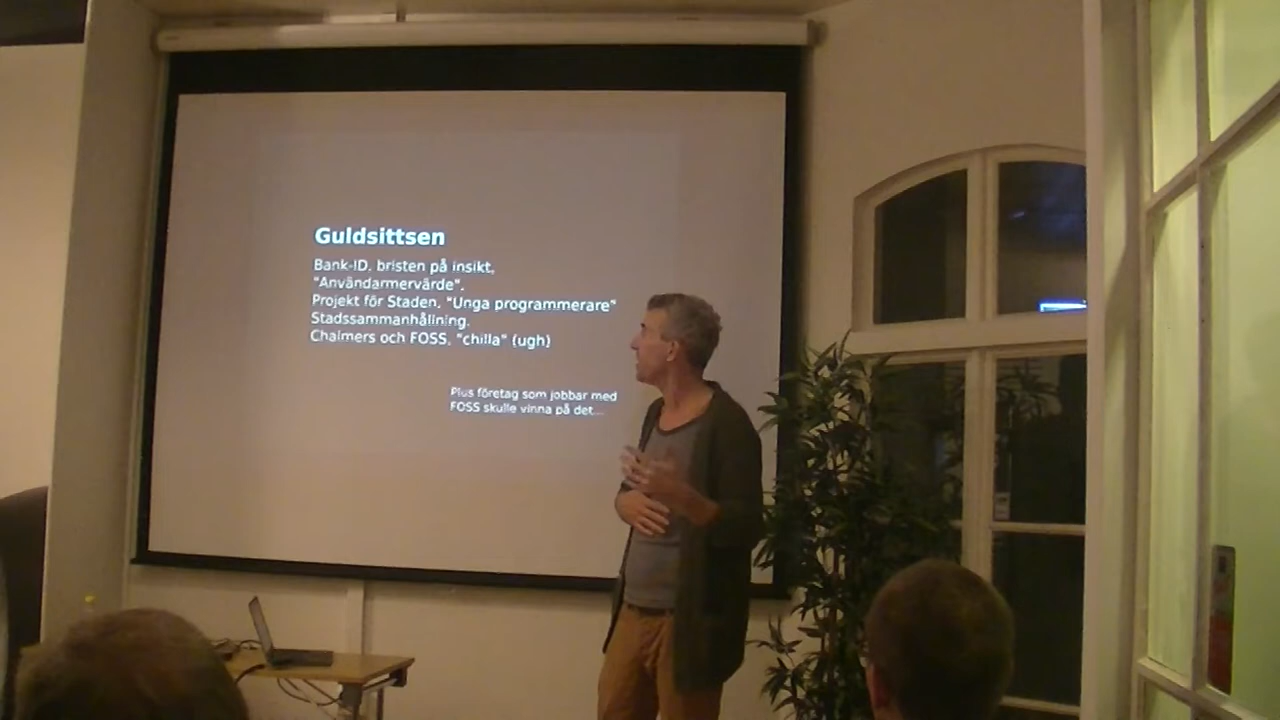 Guldsittsen
Bank-ID, bristen på insikt,
"Användarmervärde",
Projekt för Staden, "Unga programmerare"
Stadssammanhållning.
Chalmers och FOSS, "chilla" (ugh)
Plus företag som jobbar med
FOSS skulle vinna på det...